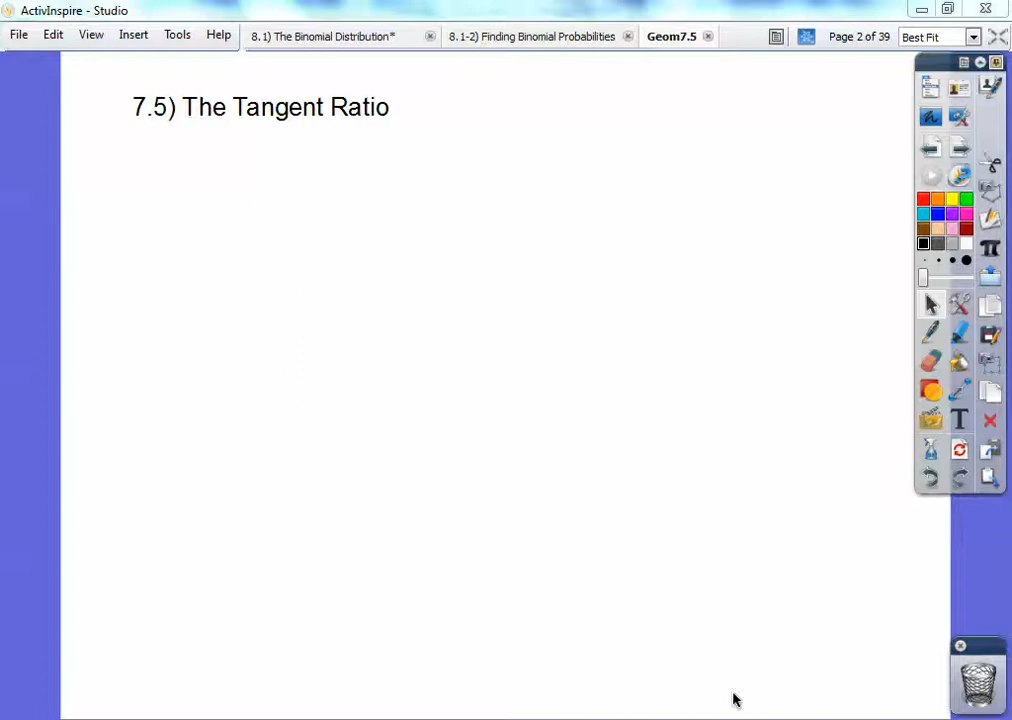 ActivInspire - Studio
File Edit View Insert Tools Help
8.1) The Binomial Distribution*
8.1-2) Finding Binomial Probabilities
Geom7.5
Page 2 of 39
Best Fit
7.5) The Tangent Ratio